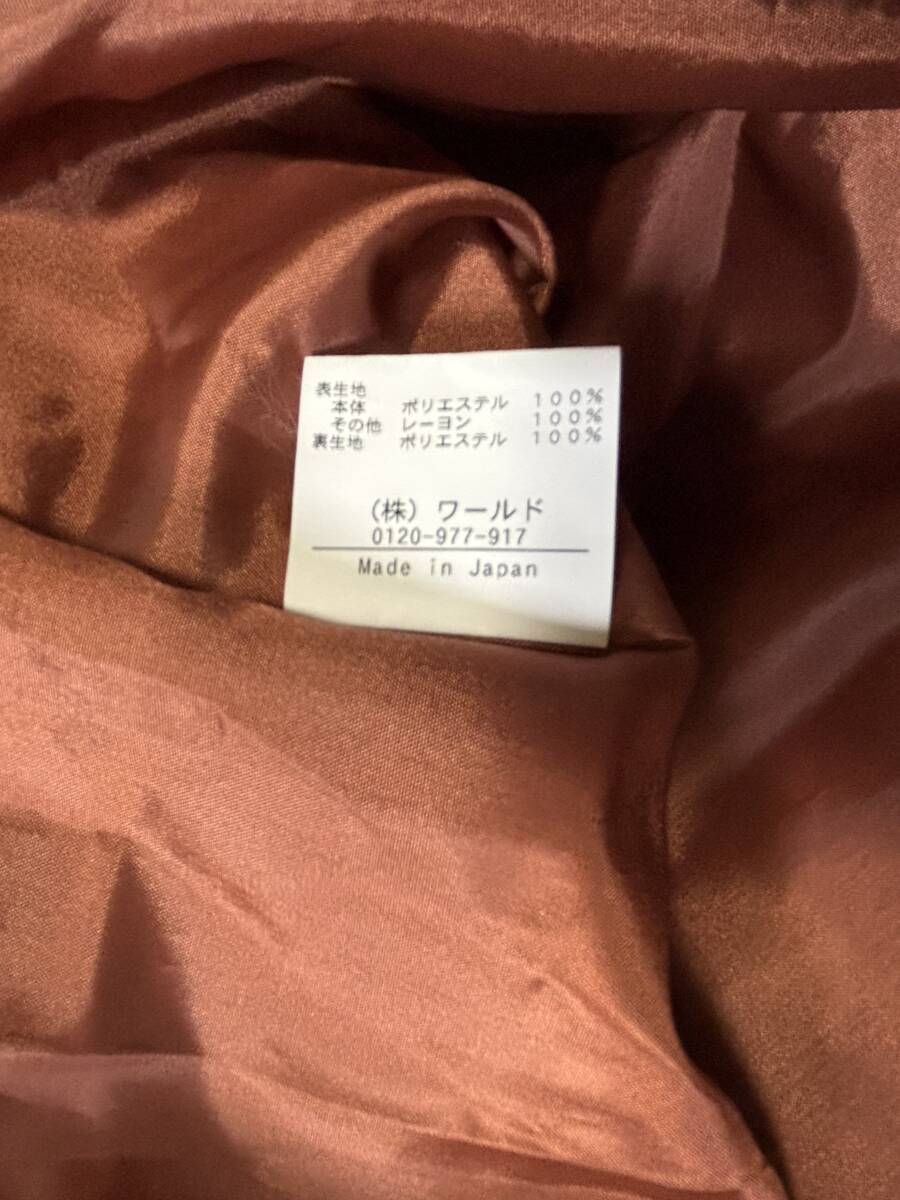 表生地
本体 ポリエステル 100%
その他 レーヨン 100%
裏生地 ポリエステル 100%
(株)ワールド
0120-977-917
Made in Japan